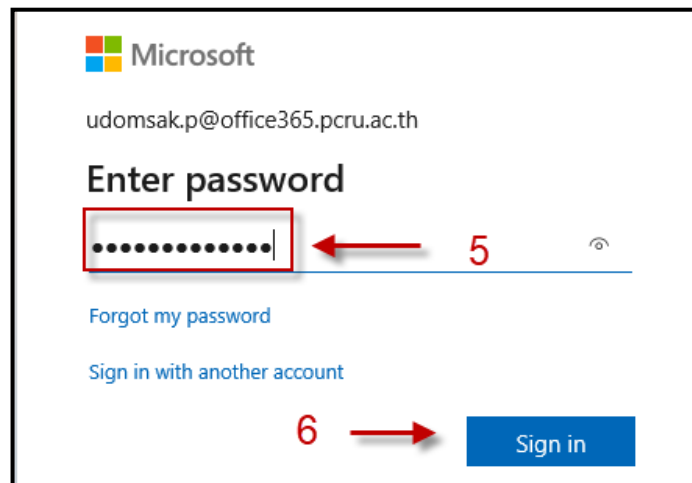 Microsoft
udomsak.p@office365.pcru.ac.th
Enter password
•••••••••••••
5
Forgot my password
Sign in with another account
6
Sign in